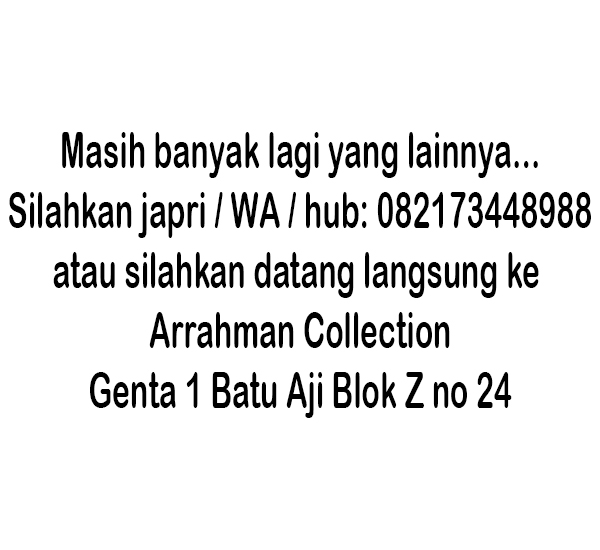 Masih banyak lagi yang lainnya...
Silahkan japri / WA / hub: 082173448988
atau silahkan datang langsung ke
Arrahman Collection
Genta 1 Batu Aji Blok Z no 24